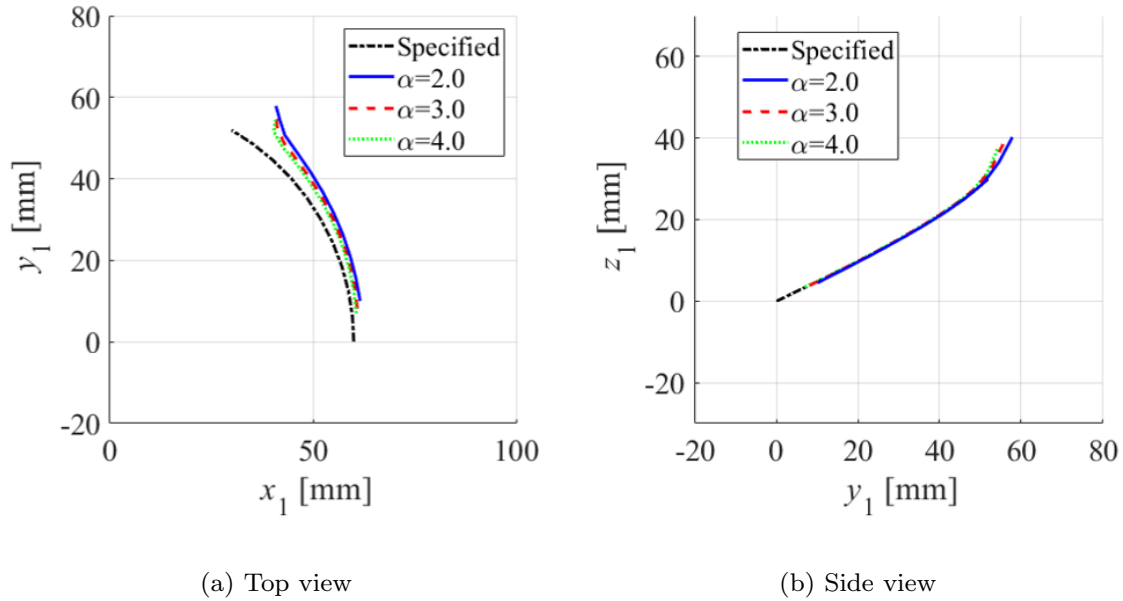 80
60
40
20
0
-20
0
50
100
y1 [mm]
x1 [mm]
Specified
α=2.0
α=3.0
α=4.0
(a) Top view
60
40
20
0
-20
-20
0
20
40
60
80
z1 [mm]
y1 [mm]
Specified
α=2.0
α=3.0
α=4.0
(b) Side view